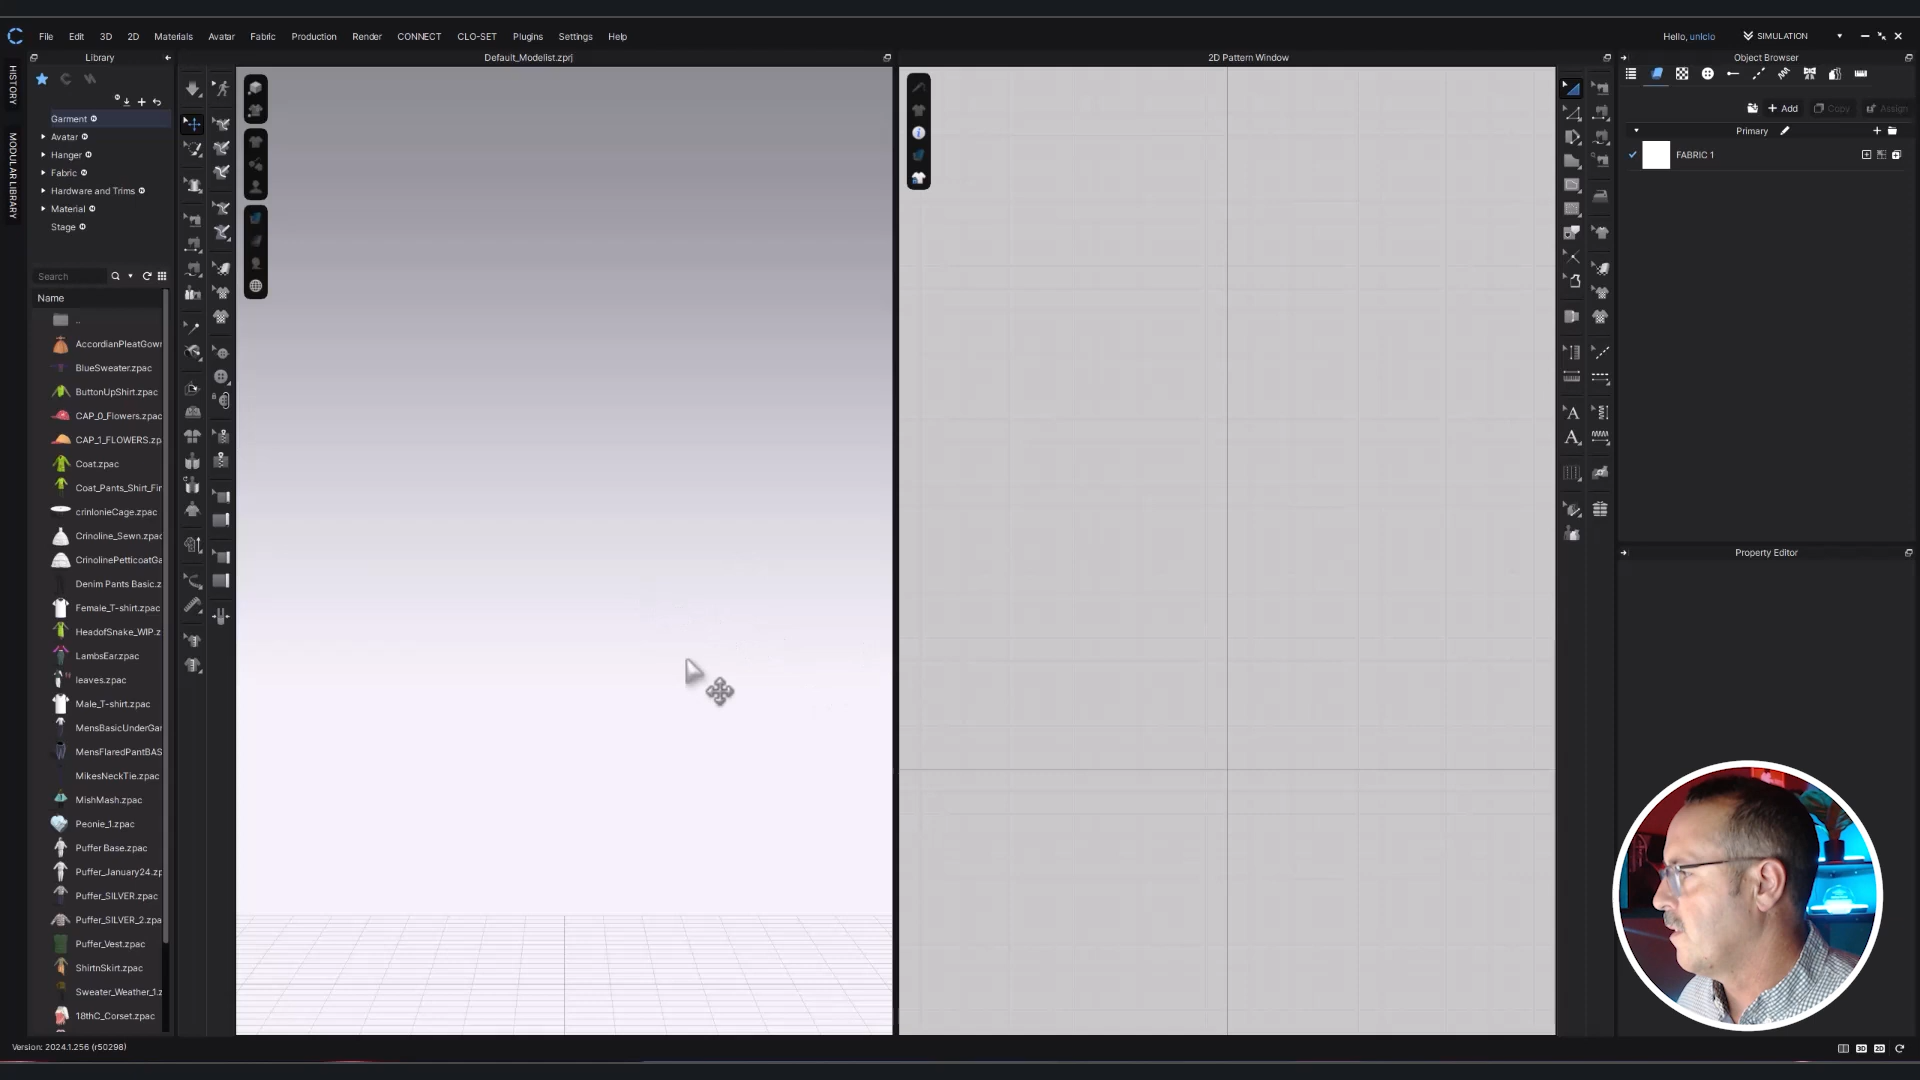 File Edit 3D 2D Materials Avatar Fabric Production Render CONNECT CLO-SET Plugins Settings Help
Hello, uniclo
SIMULATION
Library
Default_Modelist.zprj
2D Pattern Window
Object Browser
HISTORY
MODULAR LIBRARY
Garment
Avatar
Hanger
Fabric
Hardware and Trims
Material
Stage
Search
Name
..
AccordianPleatGow
BlueSweater.zpac
ButtonUpShirt.zpac
CAP_0_Flowers.zpac
CAP_1_FLOWERS.zp
Coat.zpac
Coat_Pants_Shirt_Fir
crinlonieCage.zpac
Crinoline_Sewn.zpac
CrinolinePetticoatGa
Denim Pants Basic.z
Female_T-shirt.zpac
HeadofSnake_WIP.z
LambsEar.zpac
leaves.zpac
Male_T-shirt.zpac
MensBasicUnderGar
MensFlaredPantBAS
MikesNeckTie.zpac
MishMash.zpac
Peonie_1.zpac
Puffer Base.zpac
Puffer_January24.zp
Puffer_SILVER.zpac
Puffer_SILVER_2.zpa
Puffer_Vest.zpac
ShirtnSkirt.zpac
Sweater_Weather_1.z
18thC_Corset.zpac
Add Copy Assign
Primary
FABRIC 1
Property Editor
A
A
3D 2D
Version: 2024.1.256 (r50298)